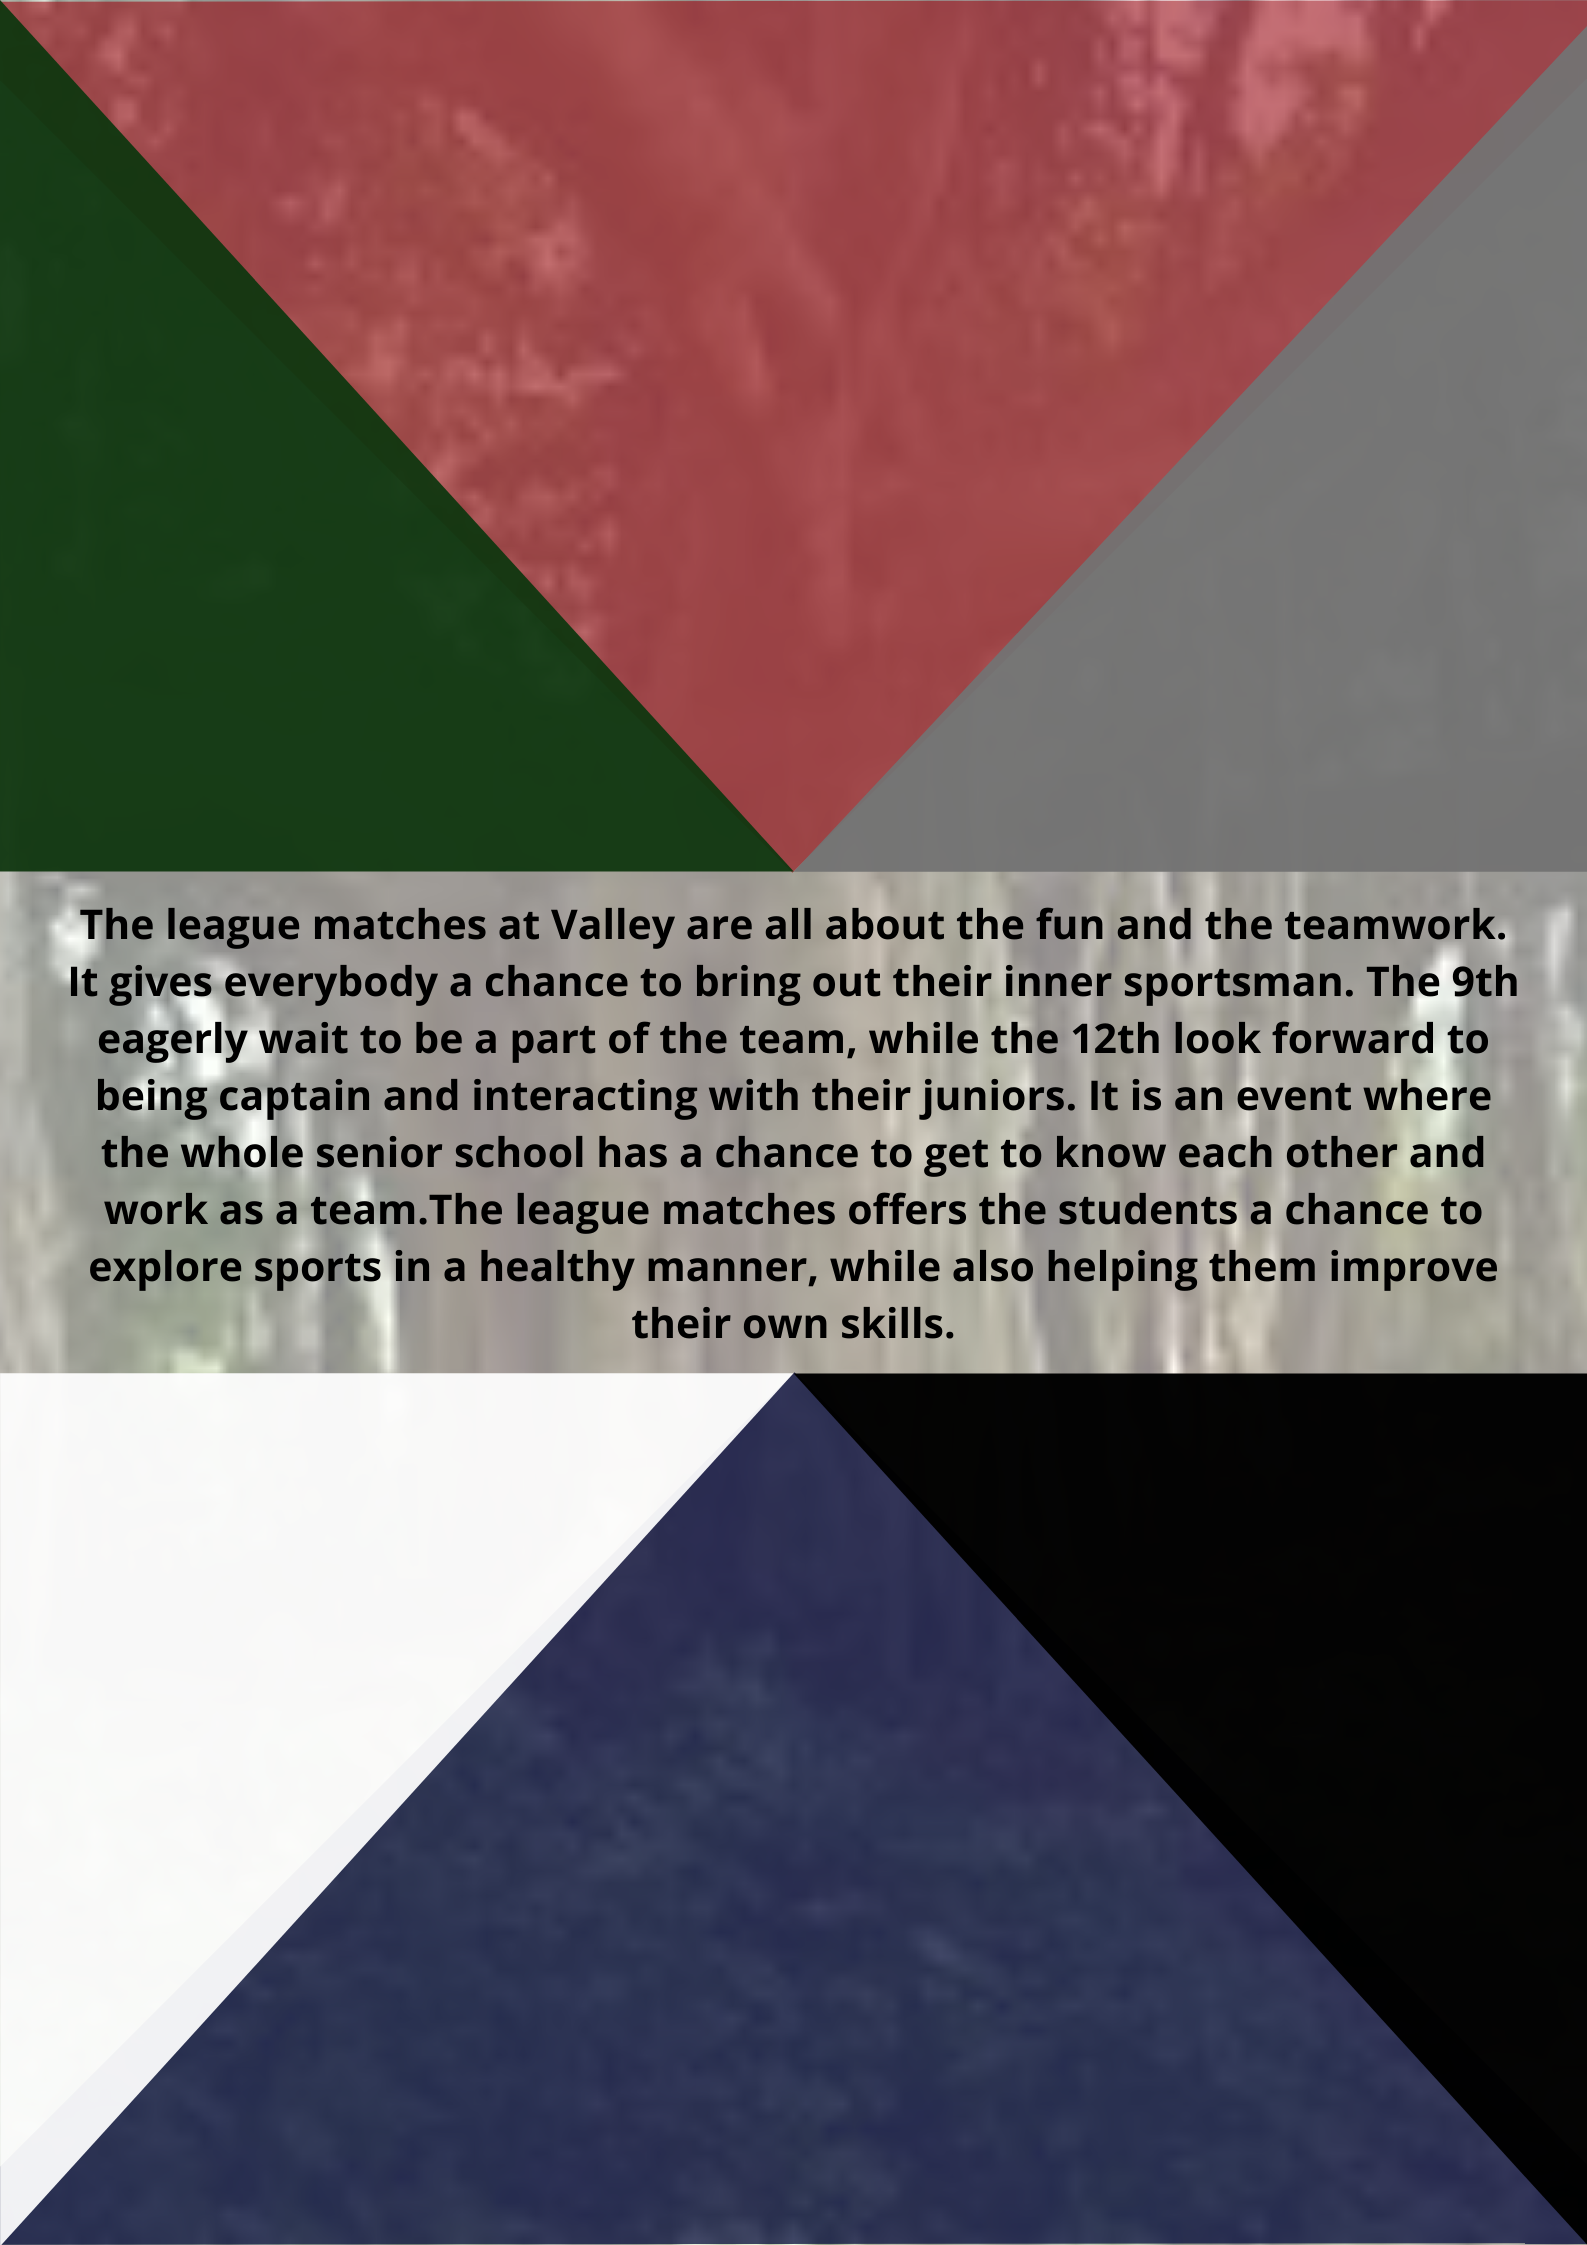 The league matches at Valley are all about the fun and the teamwork.
It gives everybody a chance to bring out their inner sportsman. The 9th
eagerly wait to be a part of the team, while the 12th look forward to
being captain and interacting with their juniors. It is an event where
the whole senior school has a chance to get to know each other and
work as a team.The league matches offers the students a chance to
explore sports in a healthy manner, while also helping them improve
their own skills.